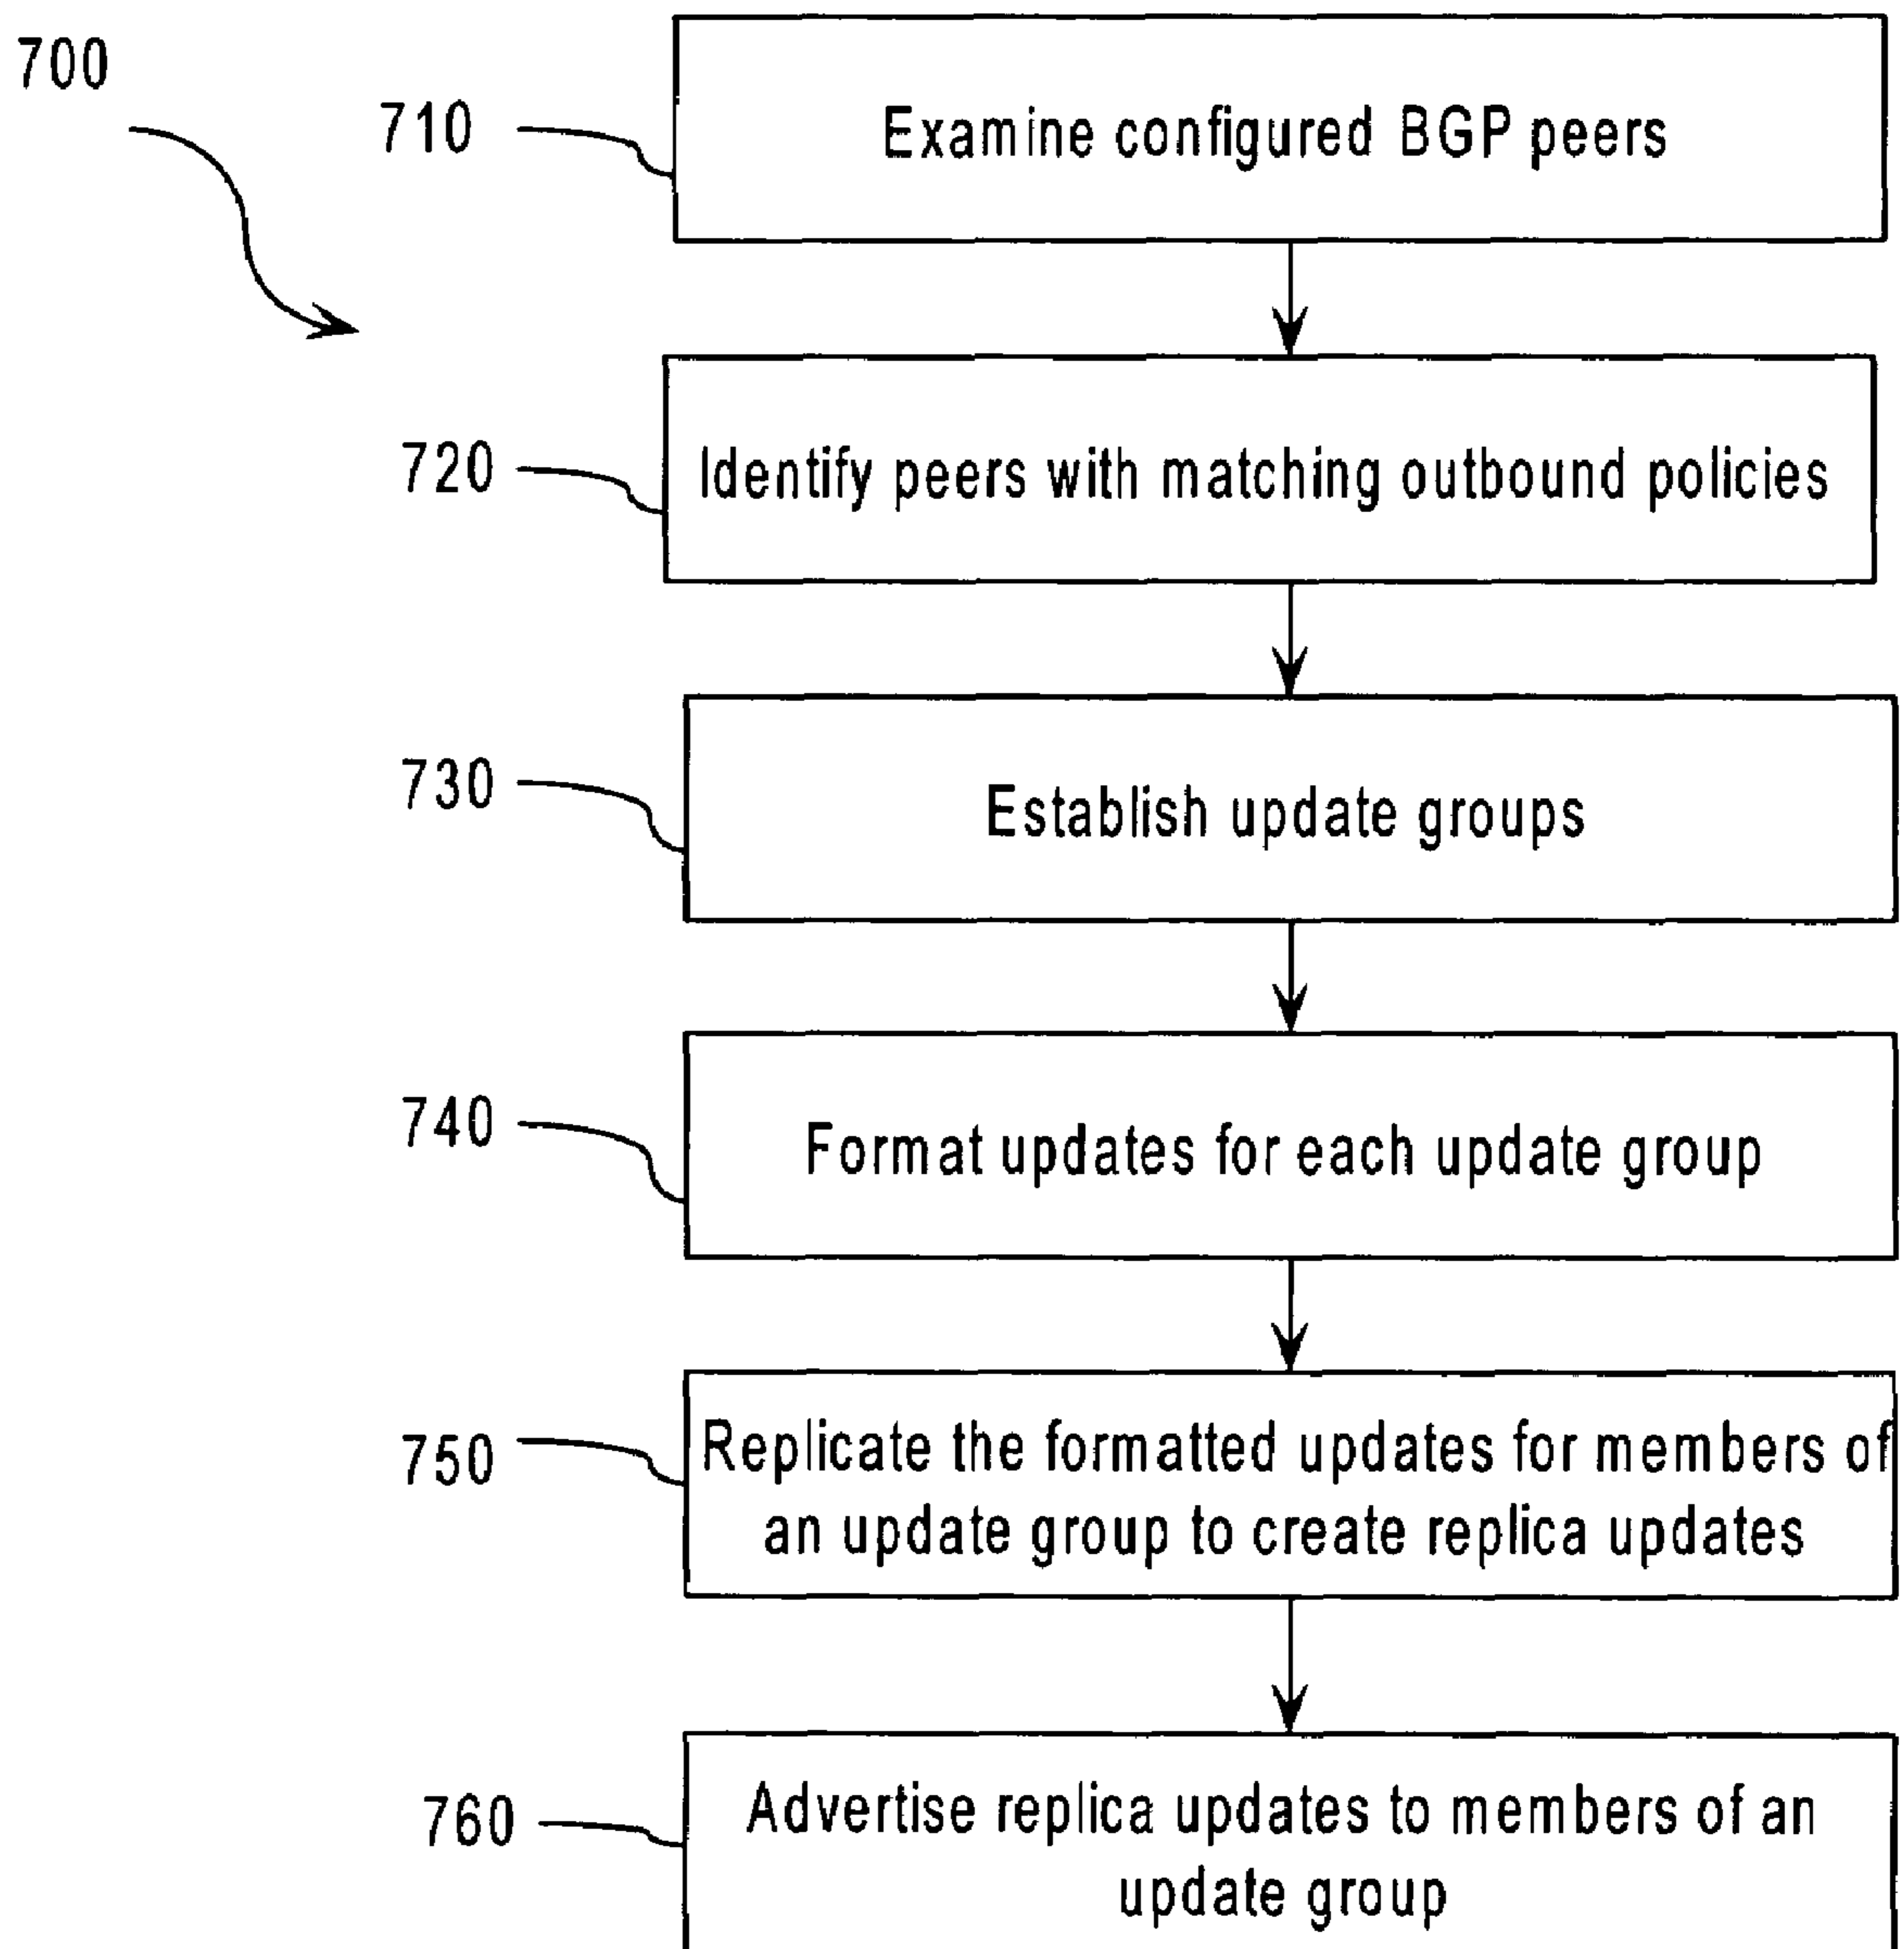 700
710
Examine configured BGP peers
720
Identify peers with matching outbound policies
730
Establish update groups
740
Format updates for each update group
750
Replicate the formatted updates for members of
an update group to create replica updates
760
Advertise replica updates to members of an
update group